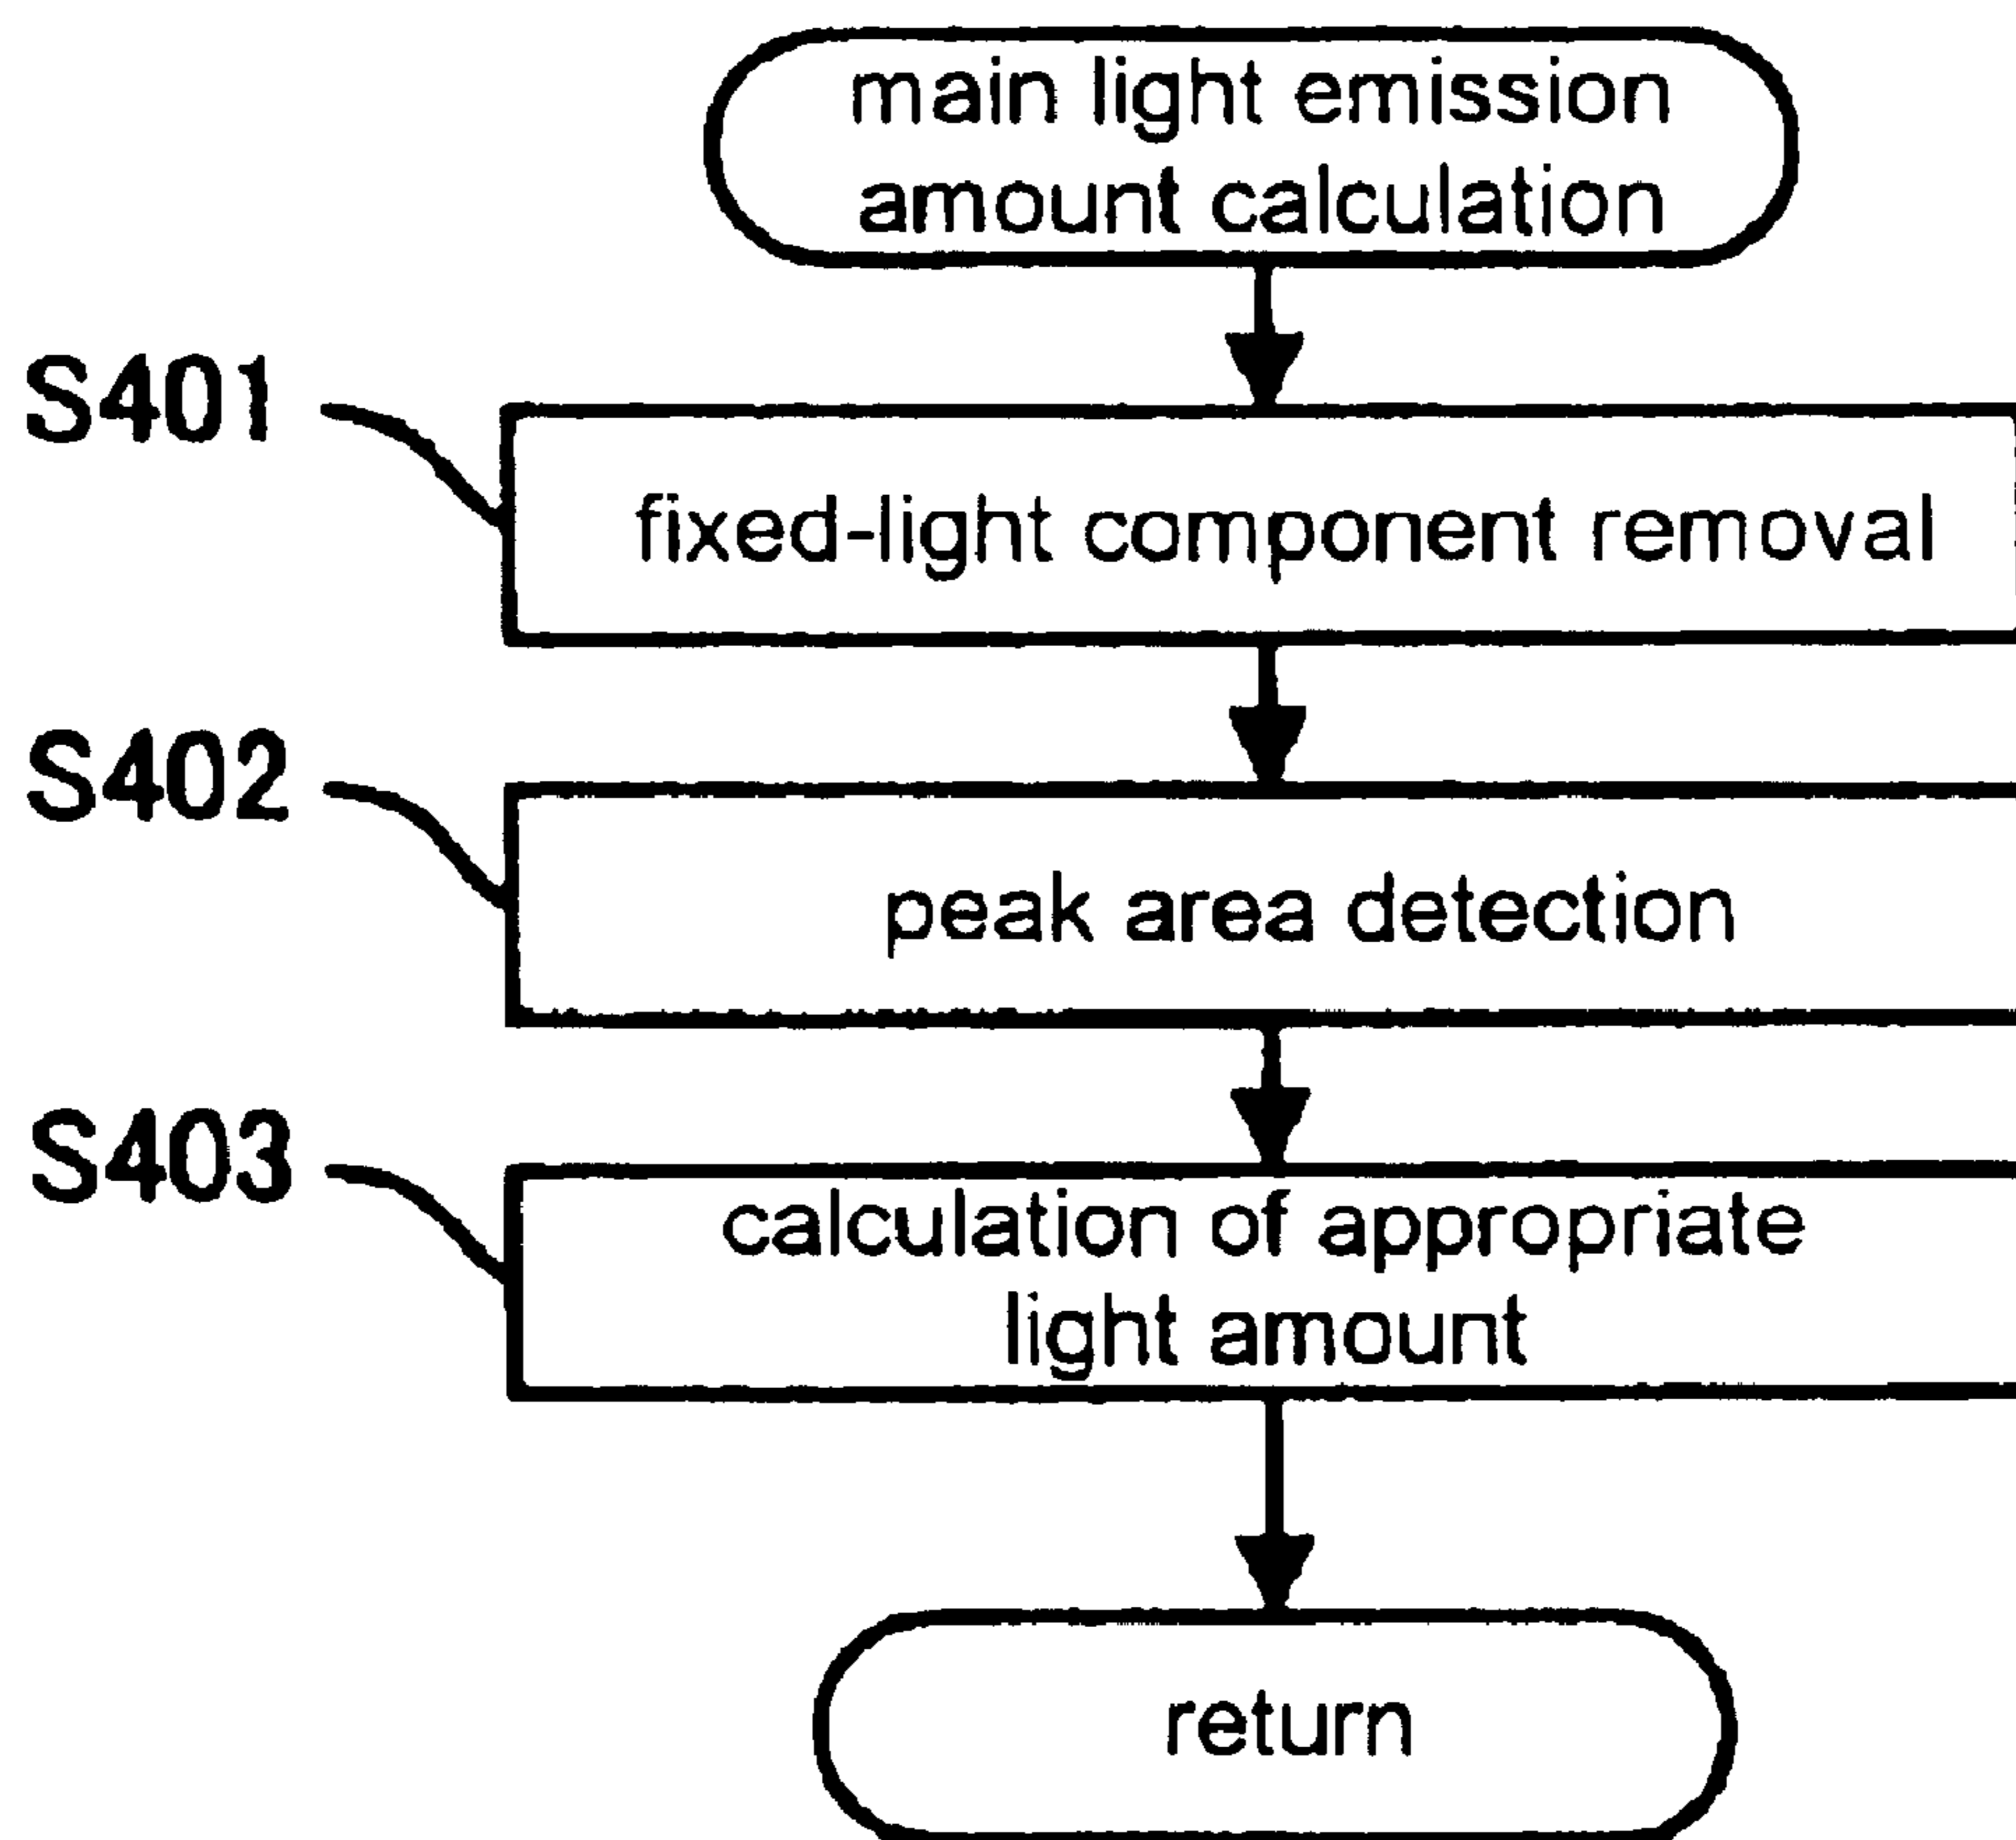 main light emission
amount calculation
S401
fixed-light component removal
S402
peak area detection
S403
calculation of appropriate
light amount
return